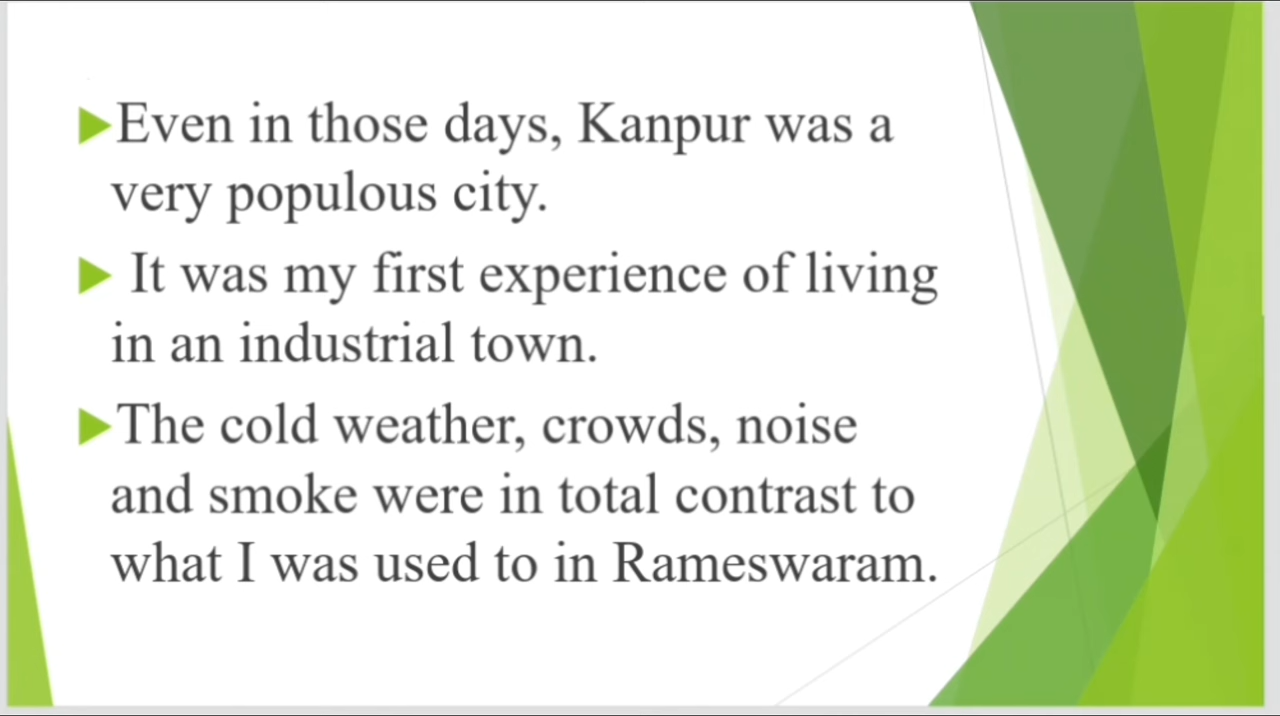 Even in those days, Kanpur was a
very populous city.
It was my first experience of living
in an industrial town.
The cold weather, crowds, noise
and smoke were in total contrast to
what I was used to in Rameswaram.